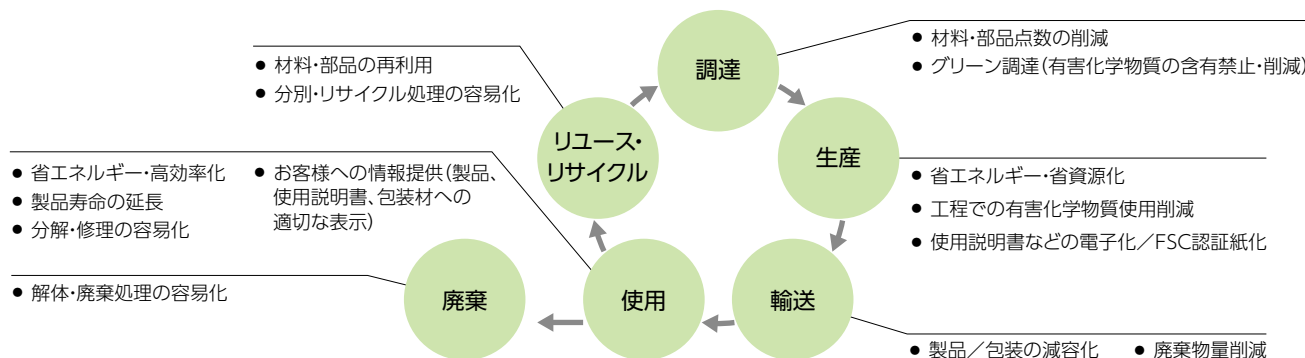 調達
● 材料・部品点数の削減
● グリーン調達（有害化学物質の含有禁止・削減）
生産
● 省エネルギー・省資源化
● 工程での有害化学物質使用削減
● 使用説明書などの電子化／FSC認証紙化
輸送
● 製品／包装の減容化
● 廃棄物量削減
使用
● 省エネルギー・高効率化
● 製品寿命の延長
● 分解・修理の容易化
● お客様への情報提供（製品、
使用説明書、包装材への
適切な表示）
廃棄
● 解体・廃棄処理の容易化
リユース・
リサイクル
● 材料・部品の再利用
● 分別・リサイクル処理の容易化